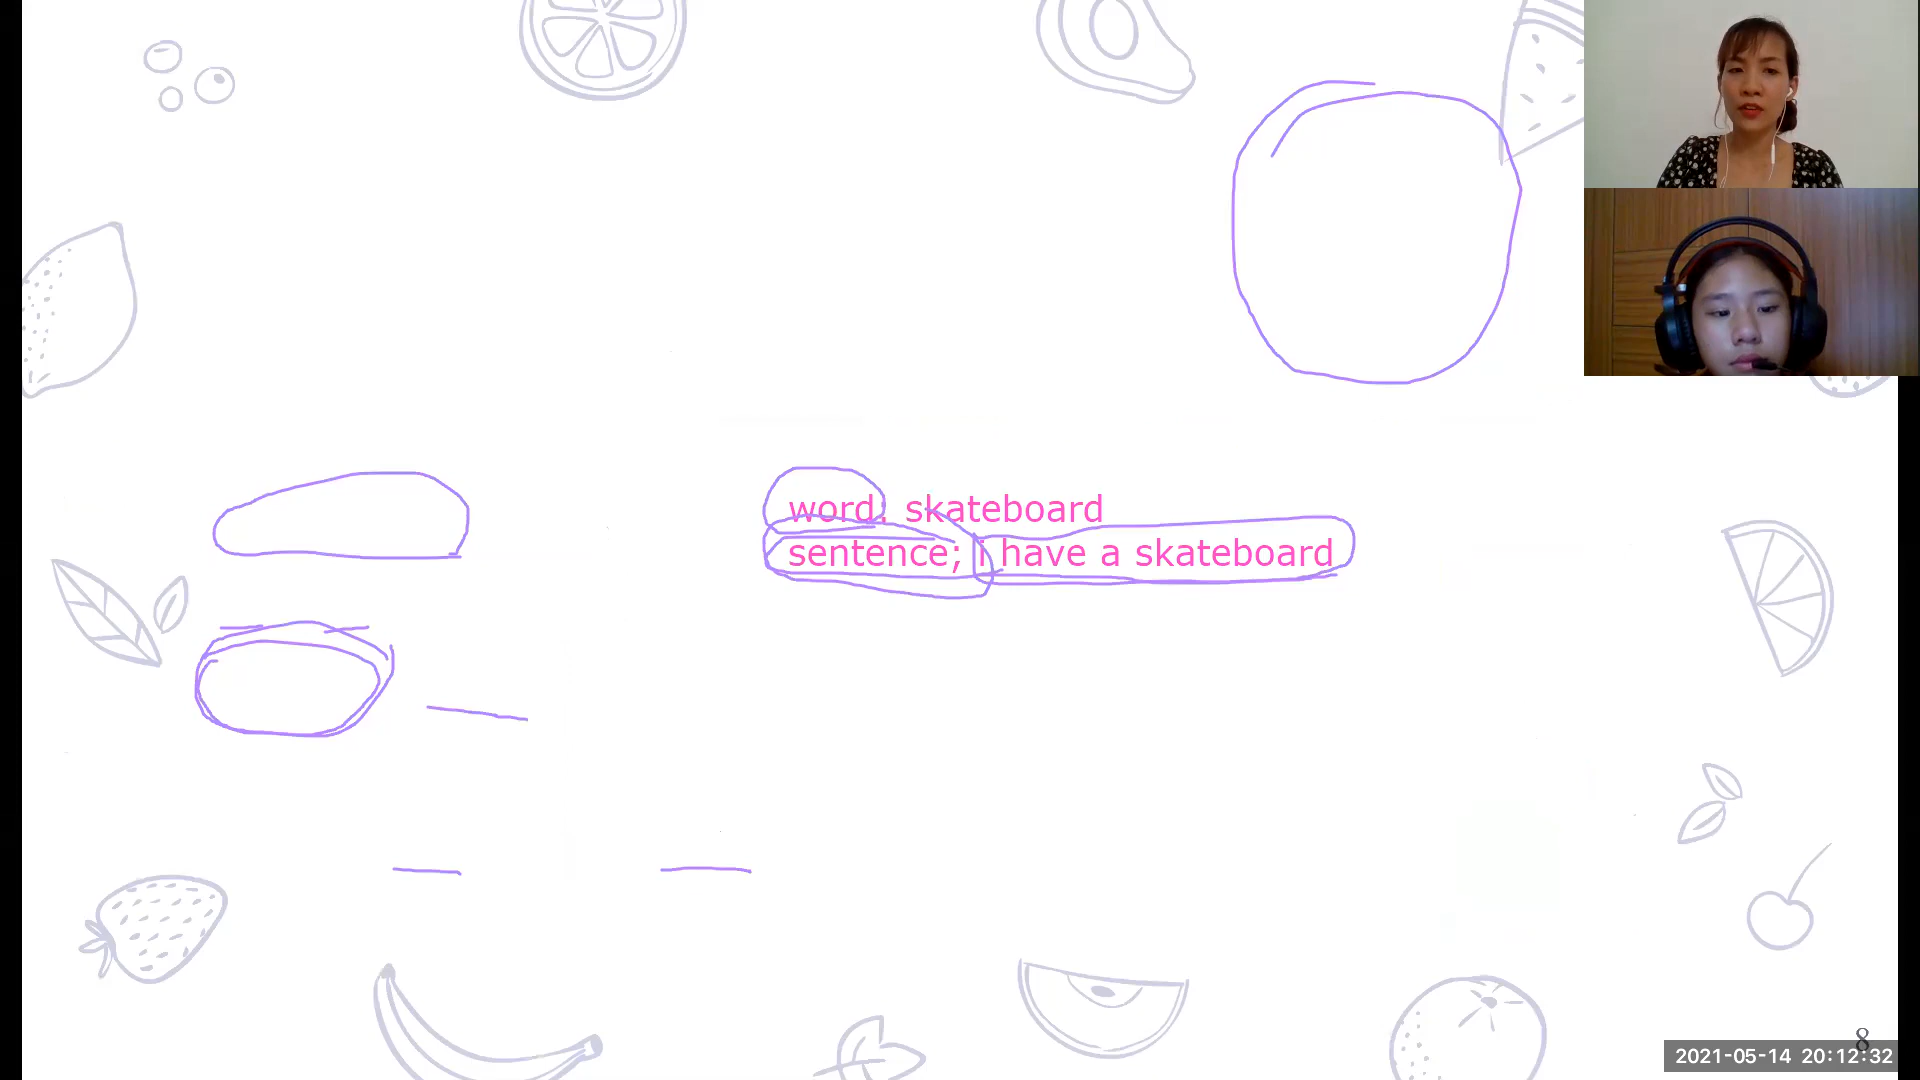 word: skateboard
sentence; i have a skateboard
8
2021-05-14 20:12:32